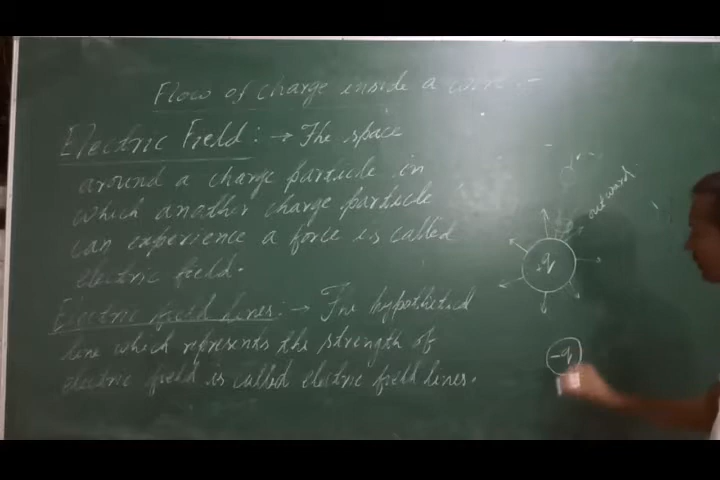 Flow of charge inside a wire :-
Electric Field : → The space
around a charge particle in
which another charge particle
can experience a force is called
electric field.
Electric field lines : → The hypothetical
line which represents the strength of
electric field is called electric field lines.
outward
q
-q